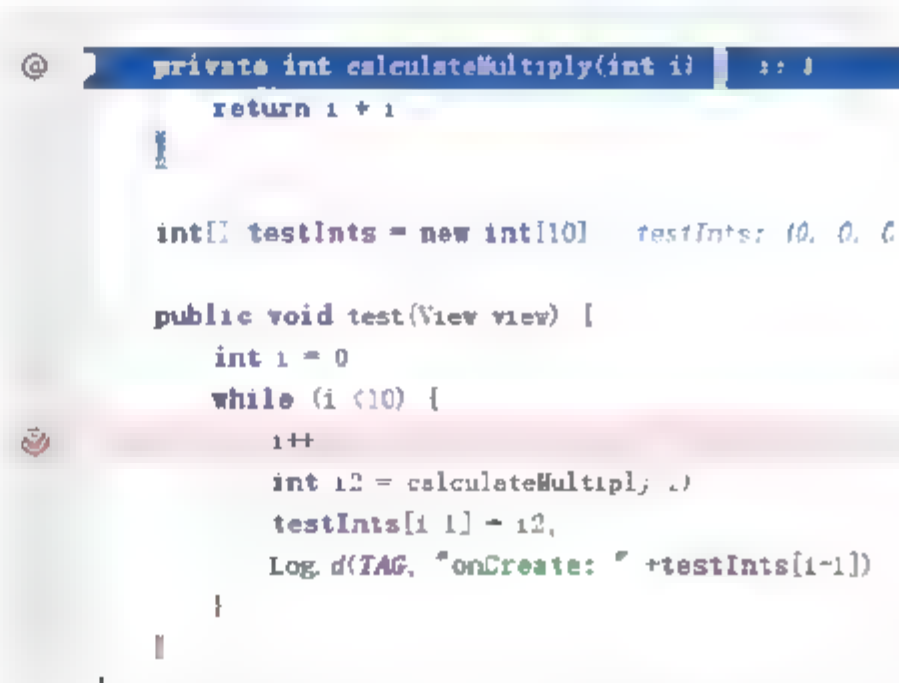 private int calculateMultiply(int i)
return i + i
}
int[] testInts = new int[10] testInts: {0, 0, 0
public void test(View view) {
int i = 0
while (i <10) {
i++
int i2 = calculateMultipl
testInts[i 1] = i2,
Log.d(TAG, "onCreate: " +testInts[i-1])
}